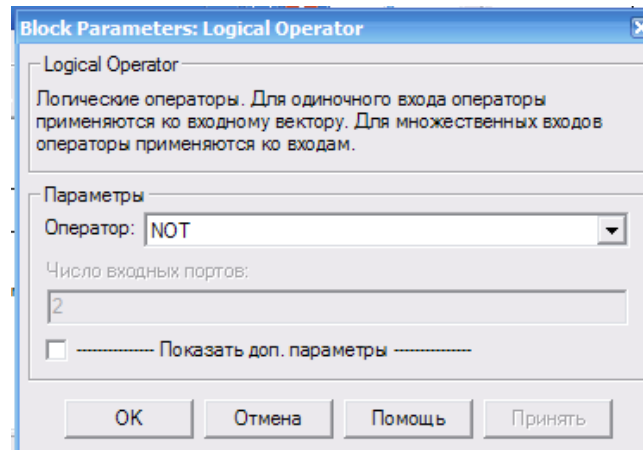 Block Parameters: Logical Operator
Logical Operator
Логические операторы. Для одиночного входа операторы
применяются ко входному вектору. Для множественных входов
операторы применяются ко входам.
Параметры
Оператор: NOT
Число входных портов:
2
--------------- Показать доп. параметры ---------------
OK
Отмена
Помощь
Принять